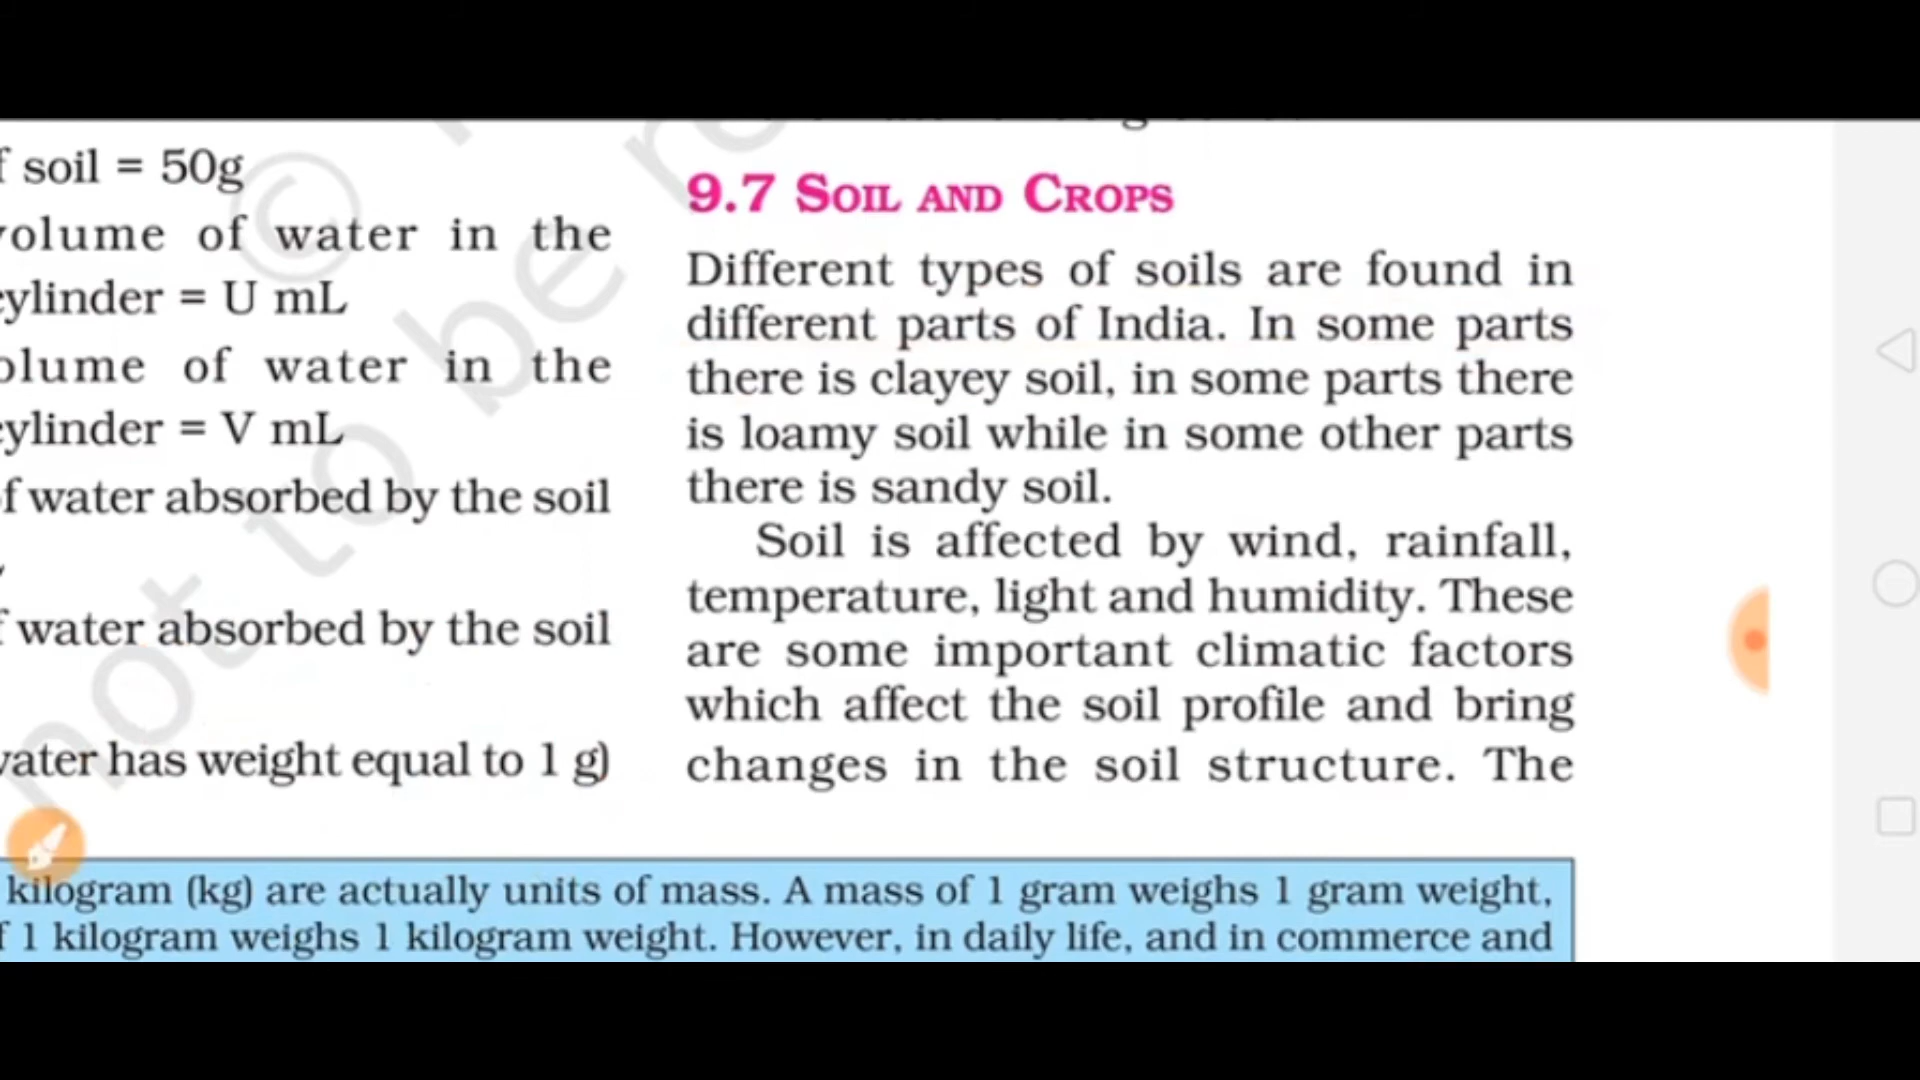 soil = 50g
of water in the
= U mL
of water in the
= V mL
water absorbed by the soil
water absorbed by the soil
has weight equal to 1 g)
9.7 SOIL AND CROPS
Different types of soils are found in
different parts of India. In some parts
there is clayey soil, in some parts there
is loamy soil while in some other parts
there is sandy soil.
Soil is affected by wind, rainfall,
temperature, light and humidity. These
are some important climatic factors
which affect the soil profile and bring
changes in the soil structure. The
kilogram (kg) are actually units of mass. A mass of 1 gram weighs 1 gram weight,
1 kilogram weighs 1 kilogram weight. However, in daily life, and in commerce and
©
not to be